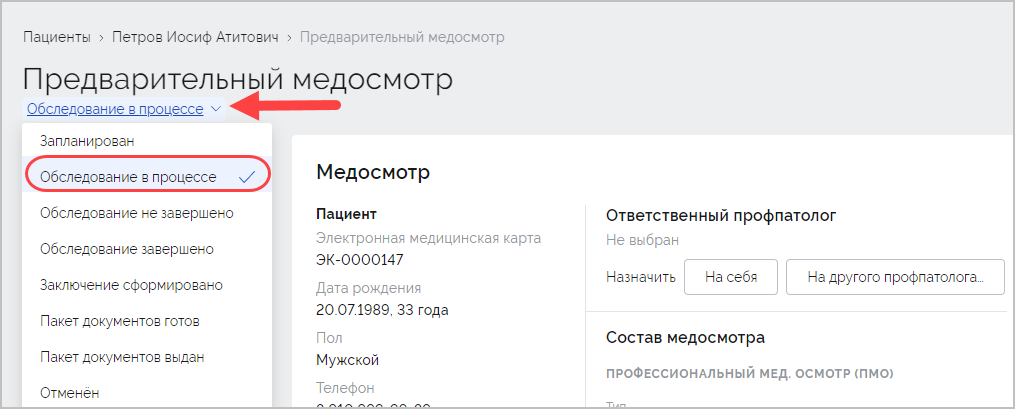 Пациенты > Петров Иосиф Атитович > Предварительный медосмотр
Предварительный медосмотр
Обследование в процессе
Запланирован
Обследование в процессе
Обследование не завершено
Обследование завершено
Заключение сформировано
Пакет документов готов
Пакет документов выдан
Отменён
Медосмотр
Пациент
Электронная медицинская карта
ЭК-0000147
Дата рождения
20.07.1989, 33 года
Пол
Мужской
Телефон
Ответственный профпатолог
Не выбран
Назначить На себя На другого профпатолога...
Состав медосмотра
ПРОФЕССИОНАЛЬНЫЙ МЕД. ОСМОТР (ПМО)
Тип